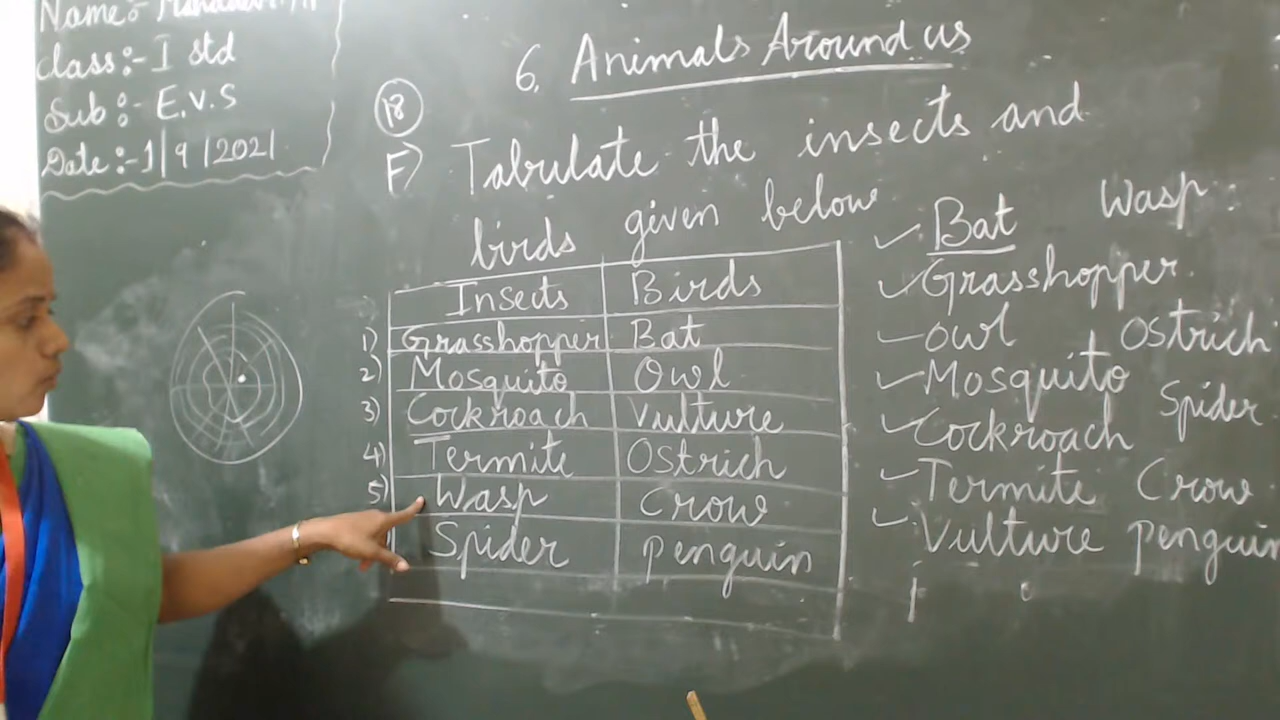 Name:-
Class:- I std
Sub:- E.V.S
Date:- 1/9/2021
6. Animals Around us
18
F) Tabulate the insects and
birds given below
Insects Birds
1) Grasshopper Bat
2) Mosquito Owl
3) Cockroach Vulture
4) Termite Ostrich
5) Wasp Crow
Spider Penguin
Bat Wasp
Grasshopper
Owl Ostrich
Mosquito
Spider
Cockroach
Termite Crow
Vulture Penguin